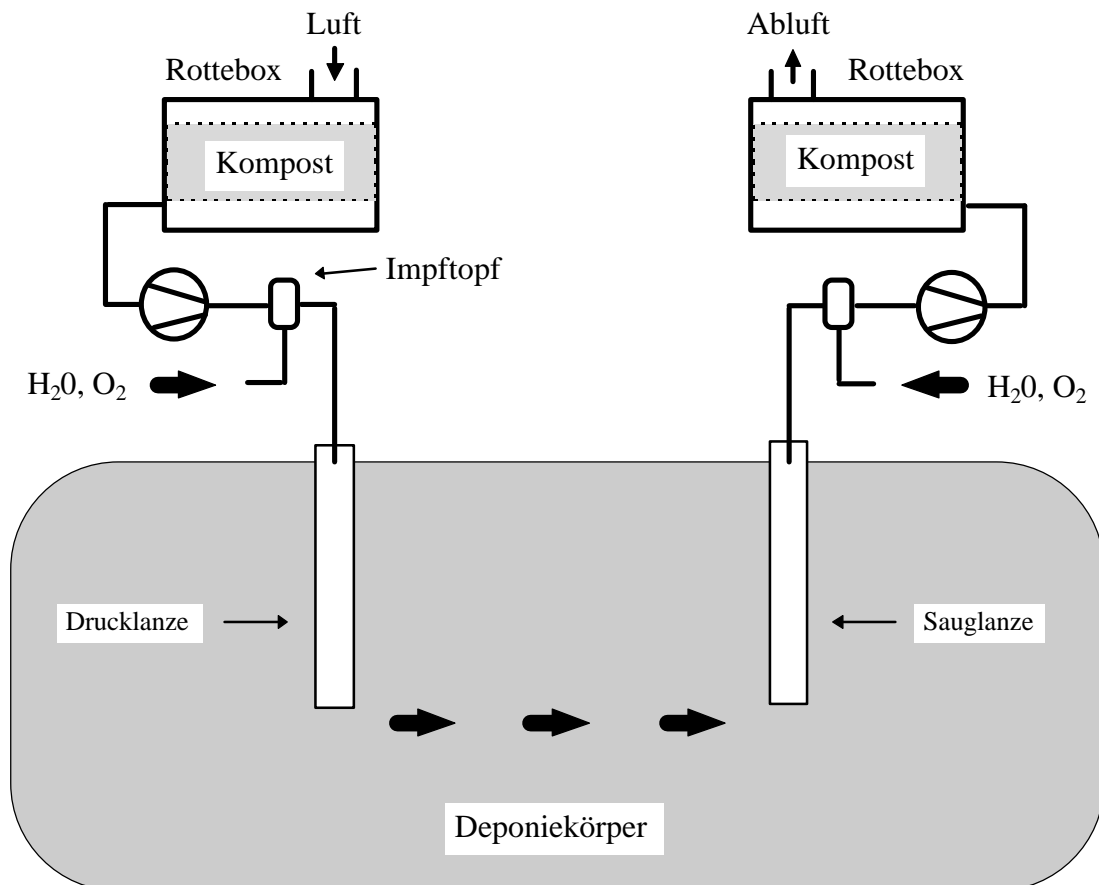 Luft
Abluft
Rottebox
Rottebox
Kompost
Kompost
Impftopf
H₂0, O₂
H₂0, O₂
Drucklanze
Sauglanze
Deponiekörper